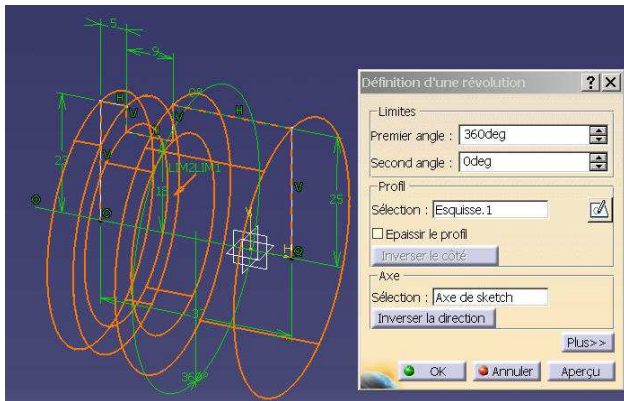 5
9
H
V
H
V
H
V
V
23
LIM2LIM1
18
V
25
H
360°
Définition d'une révolution
? X
Limites
Premier angle : 360deg
Second angle : 0deg
Profil
Sélection : Esquisse.1
Epaissir le profil
Inverser le côté
Axe
Sélection : Axe de sketch
Inverser la direction
Plus>>
OK Annuler Aperçu